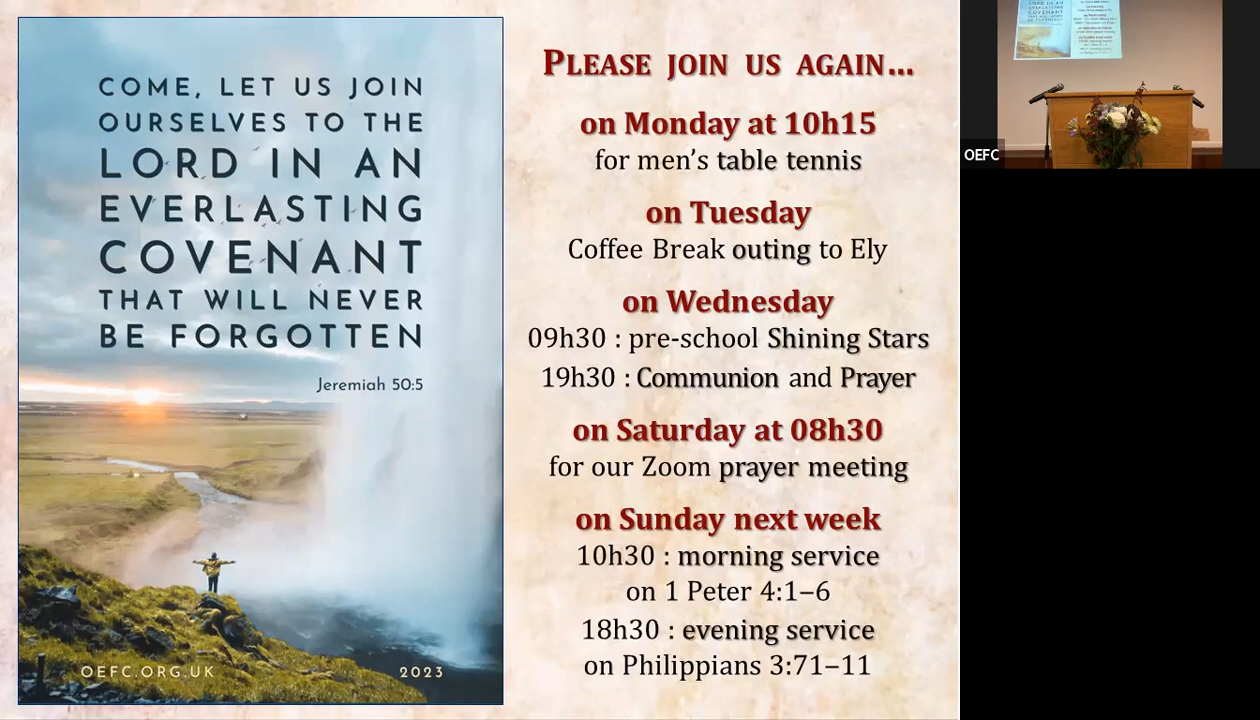 COME, LET US JOIN
OURSELVES TO THE
LORD IN AN
EVERLASTING
COVENANT
THAT WILL NEVER
BE FORGOTTEN
Jeremiah 50:5
OEFC.ORG.UK 2023
PLEASE JOIN US AGAIN...
on Monday at 10h15
for men's table tennis
on Tuesday
Coffee Break outing to Ely
on Wednesday
09h30 : pre-school Shining Stars
19h30 : Communion and Prayer
on Saturday at 08h30
for our Zoom prayer meeting
on Sunday next week
10h30 : morning service
on 1 Peter 4:1–6
18h30 : evening service
on Philippians 3:71–11
OEFC